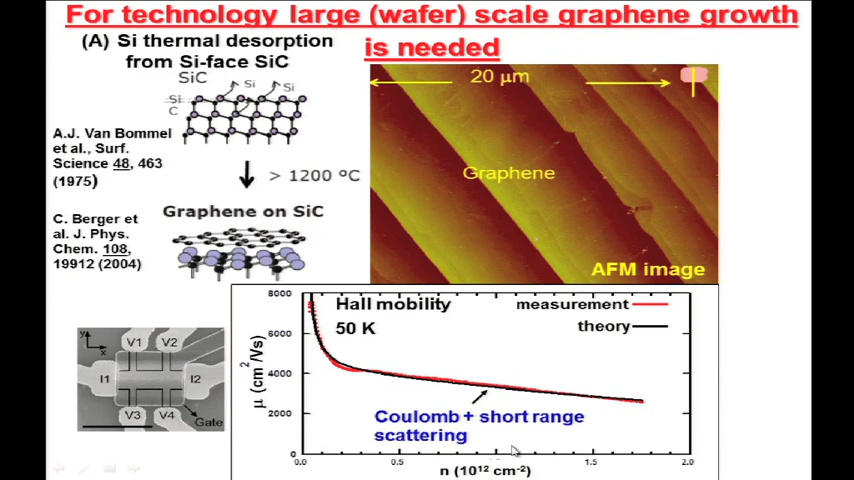 For technology large (wafer) scale graphene growth
is needed
(A) Si thermal desorption
from Si-face SiC
SiC
Si
Si
Si
C
A.J. Van Bommel
et al., Surf.
Science 48, 463
(1975)
> 1200 ºC
Graphene on SiC
C. Berger et
al. J. Phys.
Chem. 108,
19912 (2004)
20 µm
Graphene
AFM image
y
x
V1
V2
I1
I2
V3
V4
Gate
8000
6000
4000
2000
0
µ (cm²/Vs)
Hall mobility
50 K
measurement
theory
Coulomb + short range
scattering
0.0
0.5
1.5
2.0
n (10¹² cm⁻²)